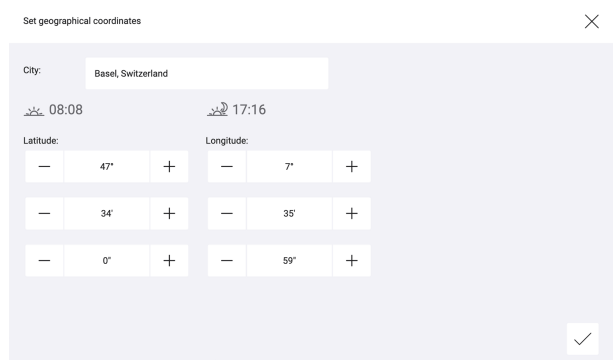 Set geographical coordinates
City:
Basel, Switzerland
08:08
17:16
Latitude:
Longitude:
47°
7°
34'
35'
0"
59"